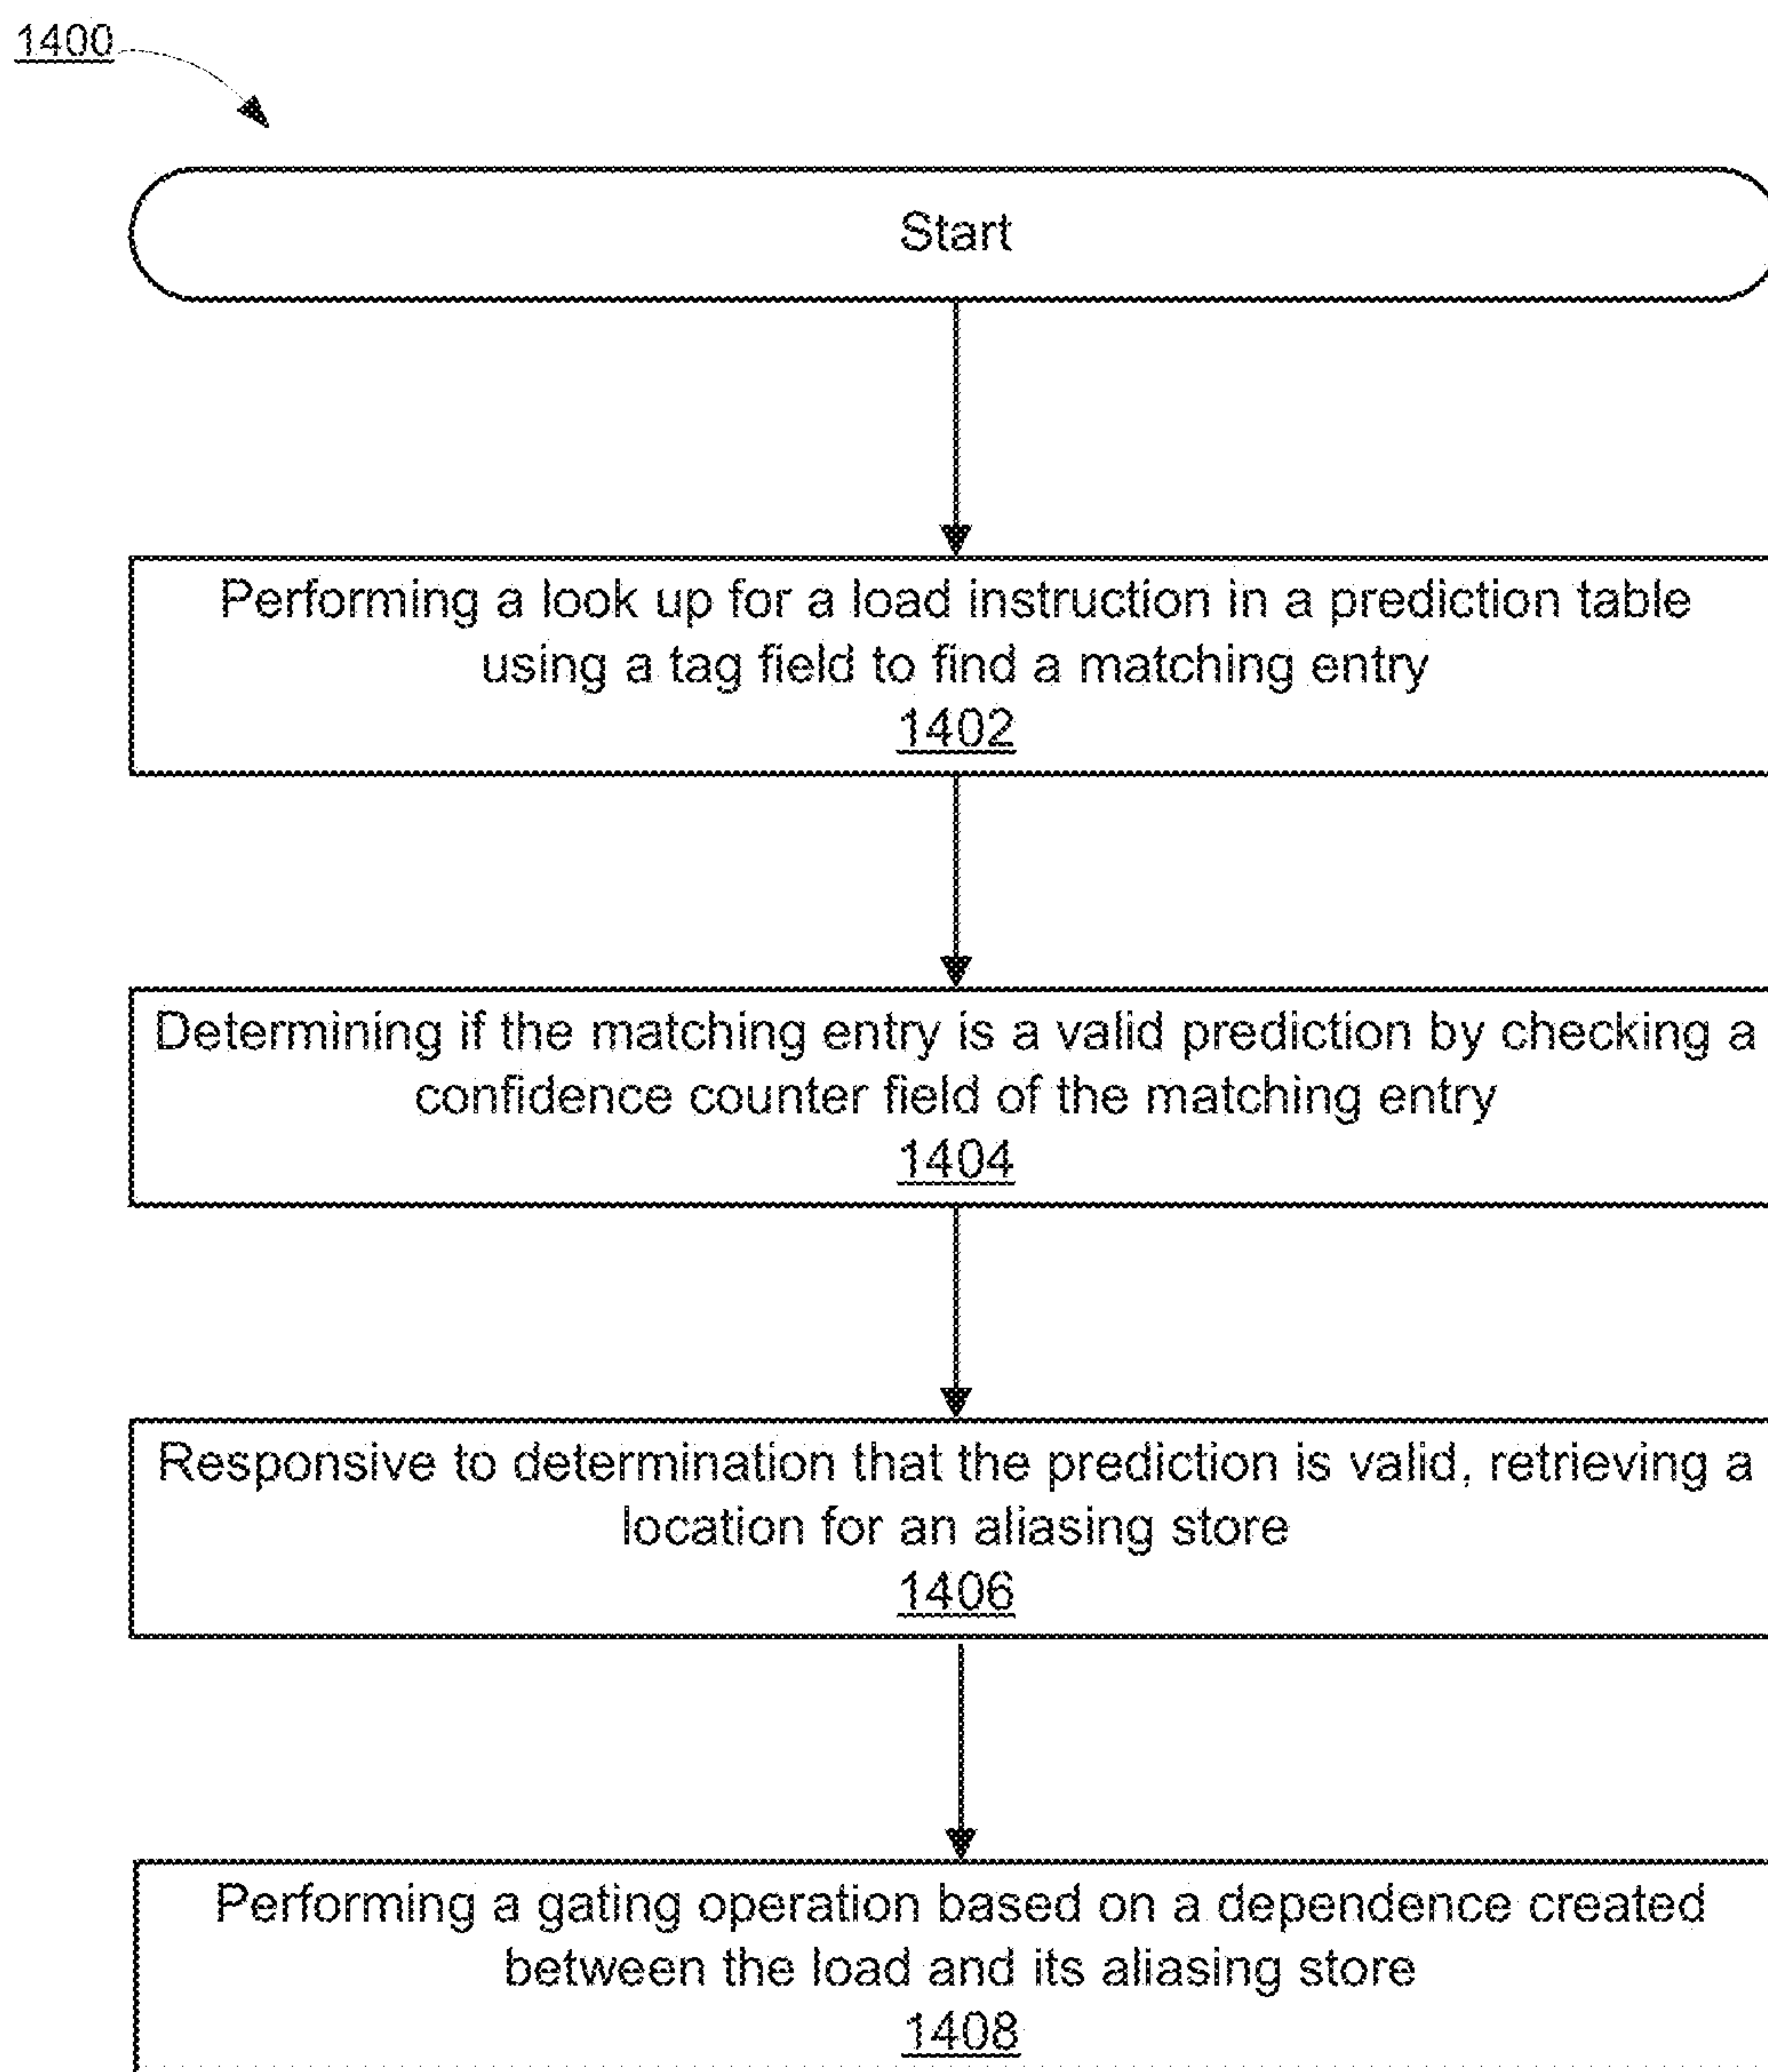 1400
Start
Performing a look up for a load instruction in a prediction table
using a tag field to find a matching entry
1402
Determining if the matching entry is a valid prediction by checking a
confidence counter field of the matching entry
1404
Responsive to determination that the prediction is valid, retrieving a
location for an aliasing store
1406
Performing a gating operation based on a dependence created
between the load and its aliasing store
1408